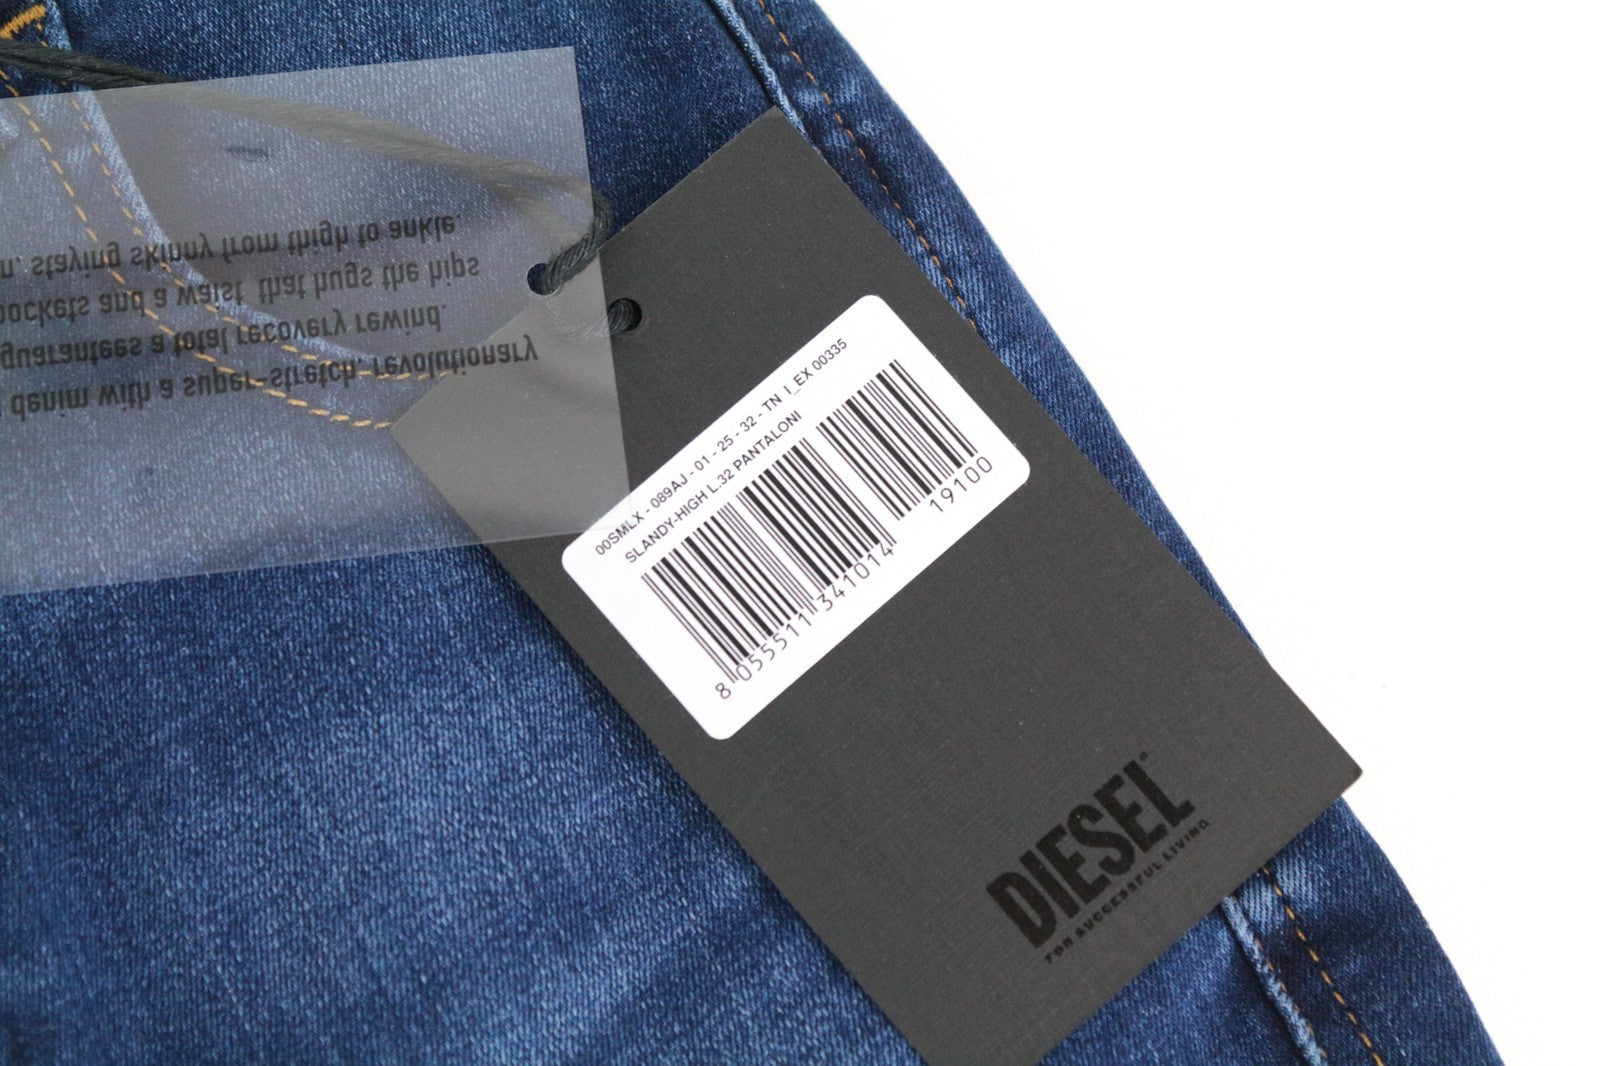 n. staying skinny from thigh to ankle.
pockets and a waist that hugs the hips
guarantees a total recovery rewind.
denim with a super-stretch, revolutionary
00SMLX - 089AJ - 01 - 25 - 32 - TN I_EX 00335
SLANDY-HIGH L.32 PANTALONI
8 055511 341014
19100
DIESEL
FOR SUCCESSFUL LIVING